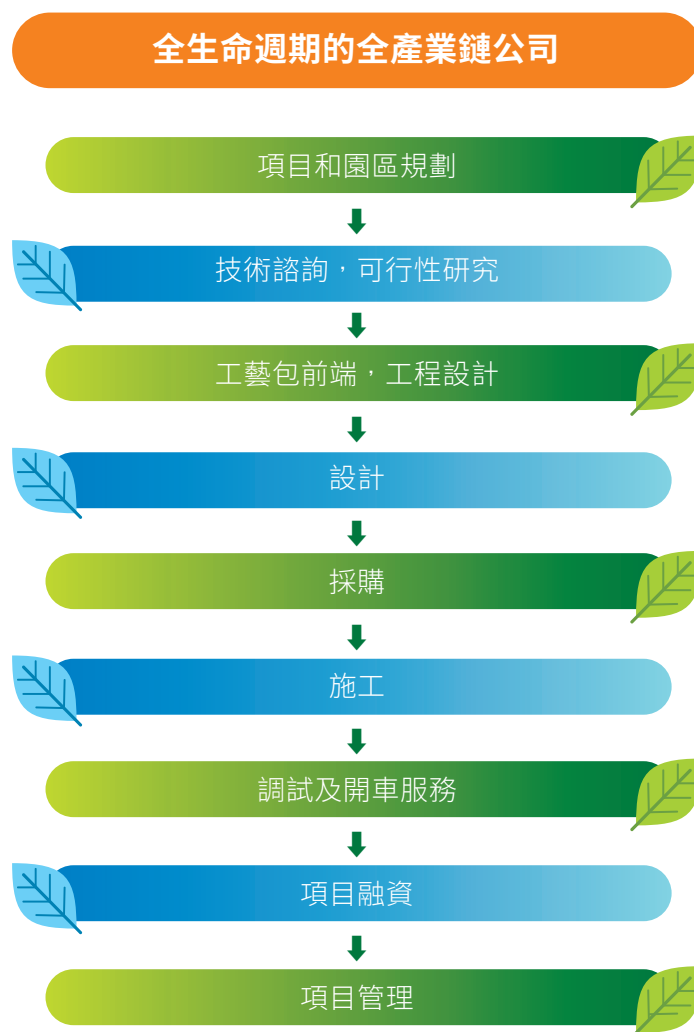 全生命週期的全產業鏈公司
項目和園區規劃
技術諮詢，可行性研究
工藝包前端，工程設計
設計
採購
施工
調試及開車服務
項目融資
項目管理